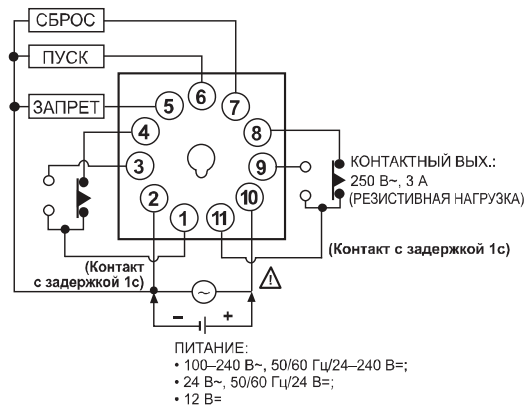 СБРОС
ПУСК
ЗАПРЕТ
6
5
7
4
8
3
9
2
10
1
11
КОНТАКТНЫЙ ВЫХ.:
250 В~, 3 А
(РЕЗИСТИВНАЯ НАГРУЗКА)
(Контакт с задержкой 1с)
(Контакт
с задержкой 1с)
~
!
− +
ПИТАНИЕ:
• 100–240 В~, 50/60 Гц/24–240 В=;
• 24 В~, 50/60 Гц/24 В=;
• 12 В=